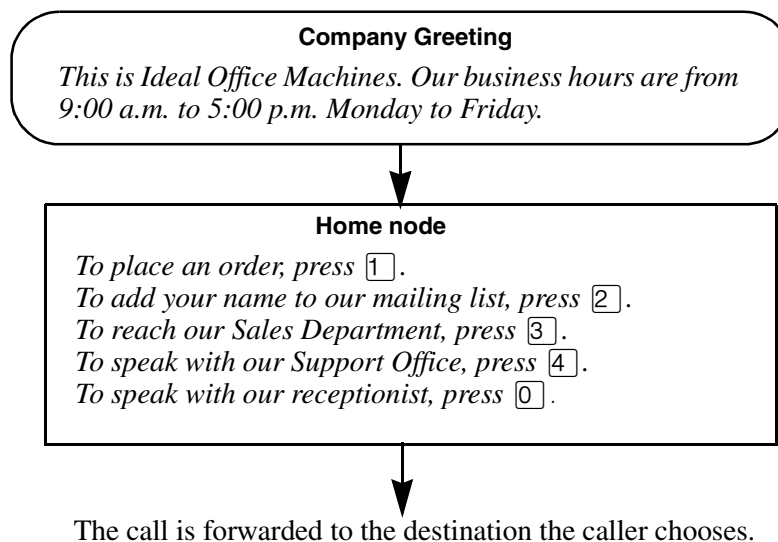 Company Greeting
This is Ideal Office Machines. Our business hours are from
9:00 a.m. to 5:00 p.m. Monday to Friday.
Home node
To place an order, press 1 .
To add your name to our mailing list, press 2 .
To reach our Sales Department, press 3 .
To speak with our Support Office, press 4 .
To speak with our receptionist, press 0 .
The call is forwarded to the destination the caller chooses.